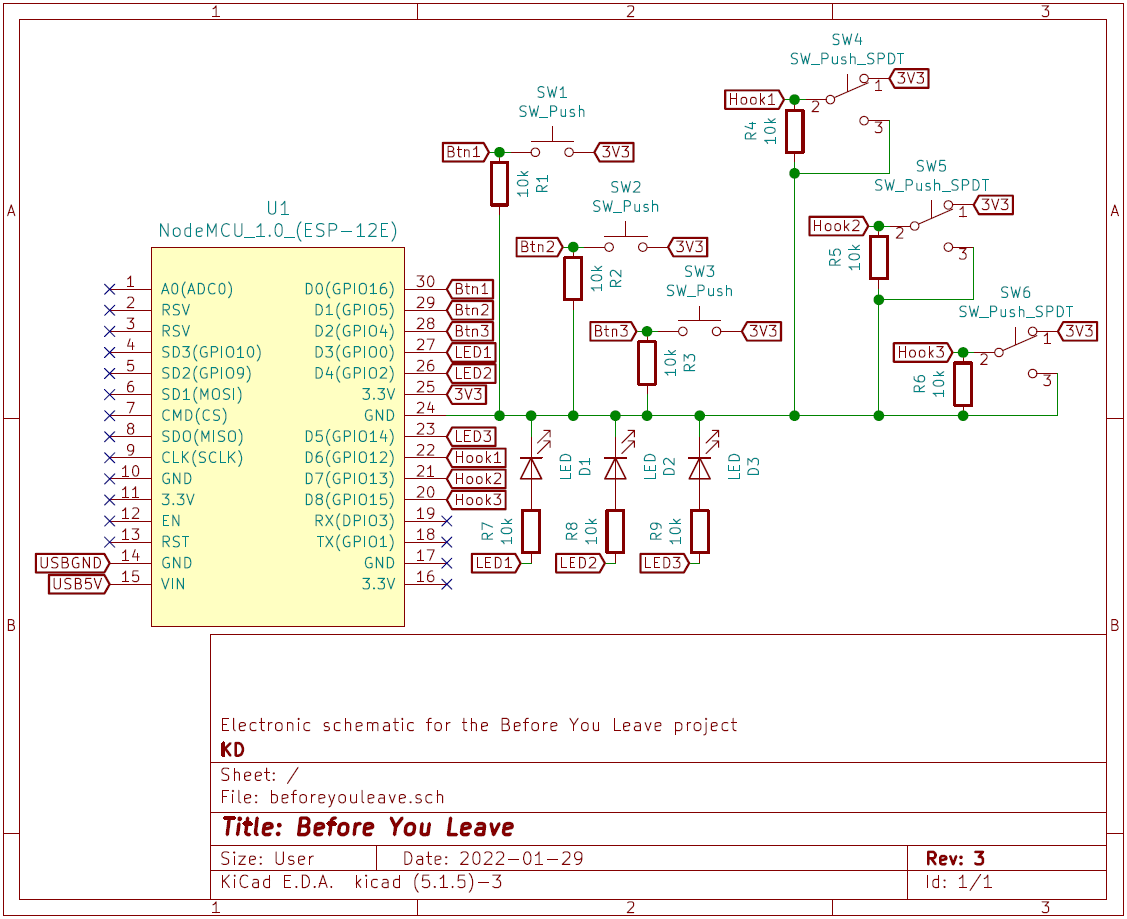 1 2 3
SW4
SW_Push_SPDT
Hook1 2 1 3V3
3
R4 10k
SW1
SW_Push
Btn1 3V3
10k R1
SW5
SW_Push_SPDT
Hook2 2 1 3V3
3
R5 10k
SW2
SW_Push
Btn2 3V3
10k R2
SW3
SW_Push
Btn3 3V3
10k R3
SW6
SW_Push_SPDT
Hook3 2 1 3V3
3
R6 10k
A A
U1
NodeMCU_1.0_(ESP-12E)
1 A0(ADC0) D0(GPIO16) 30 Btn1
2 RSV D1(GPIO5) 29 Btn2
3 RSV D2(GPIO4) 28 Btn3
4 SD3(GPIO10) D3(GPIO0) 27 LED1
5 SD2(GPIO9) D4(GPIO2) 26 LED2
6 SD1(MOSI) 3.3V 25 3V3
7 CMD(CS) GND 24
8 SDO(MISO) D5(GPIO14) 23 LED3
9 CLK(SCLK) D6(GPIO12) 22 Hook1
10 GND D7(GPIO13) 21 Hook2
11 3.3V D8(GPIO15) 20 Hook3
12 EN RX(DPIO3) 19
13 RST TX(GPIO1) 18
USBGND 14 GND GND 17
USB5V 15 VIN 3.3V 16
LED D1
LED D2
LED D3
R7 10k
R8 10k
R9 10k
LED1 LED2 LED3
B B
Electronic schematic for the Before You Leave project
KD
Sheet: /
File: beforeyouleave.sch
Title: Before You Leave
Size: User Date: 2022-01-29 Rev: 3
KiCad E.D.A. kicad (5.1.5)-3 Id: 1/1
1 2 3